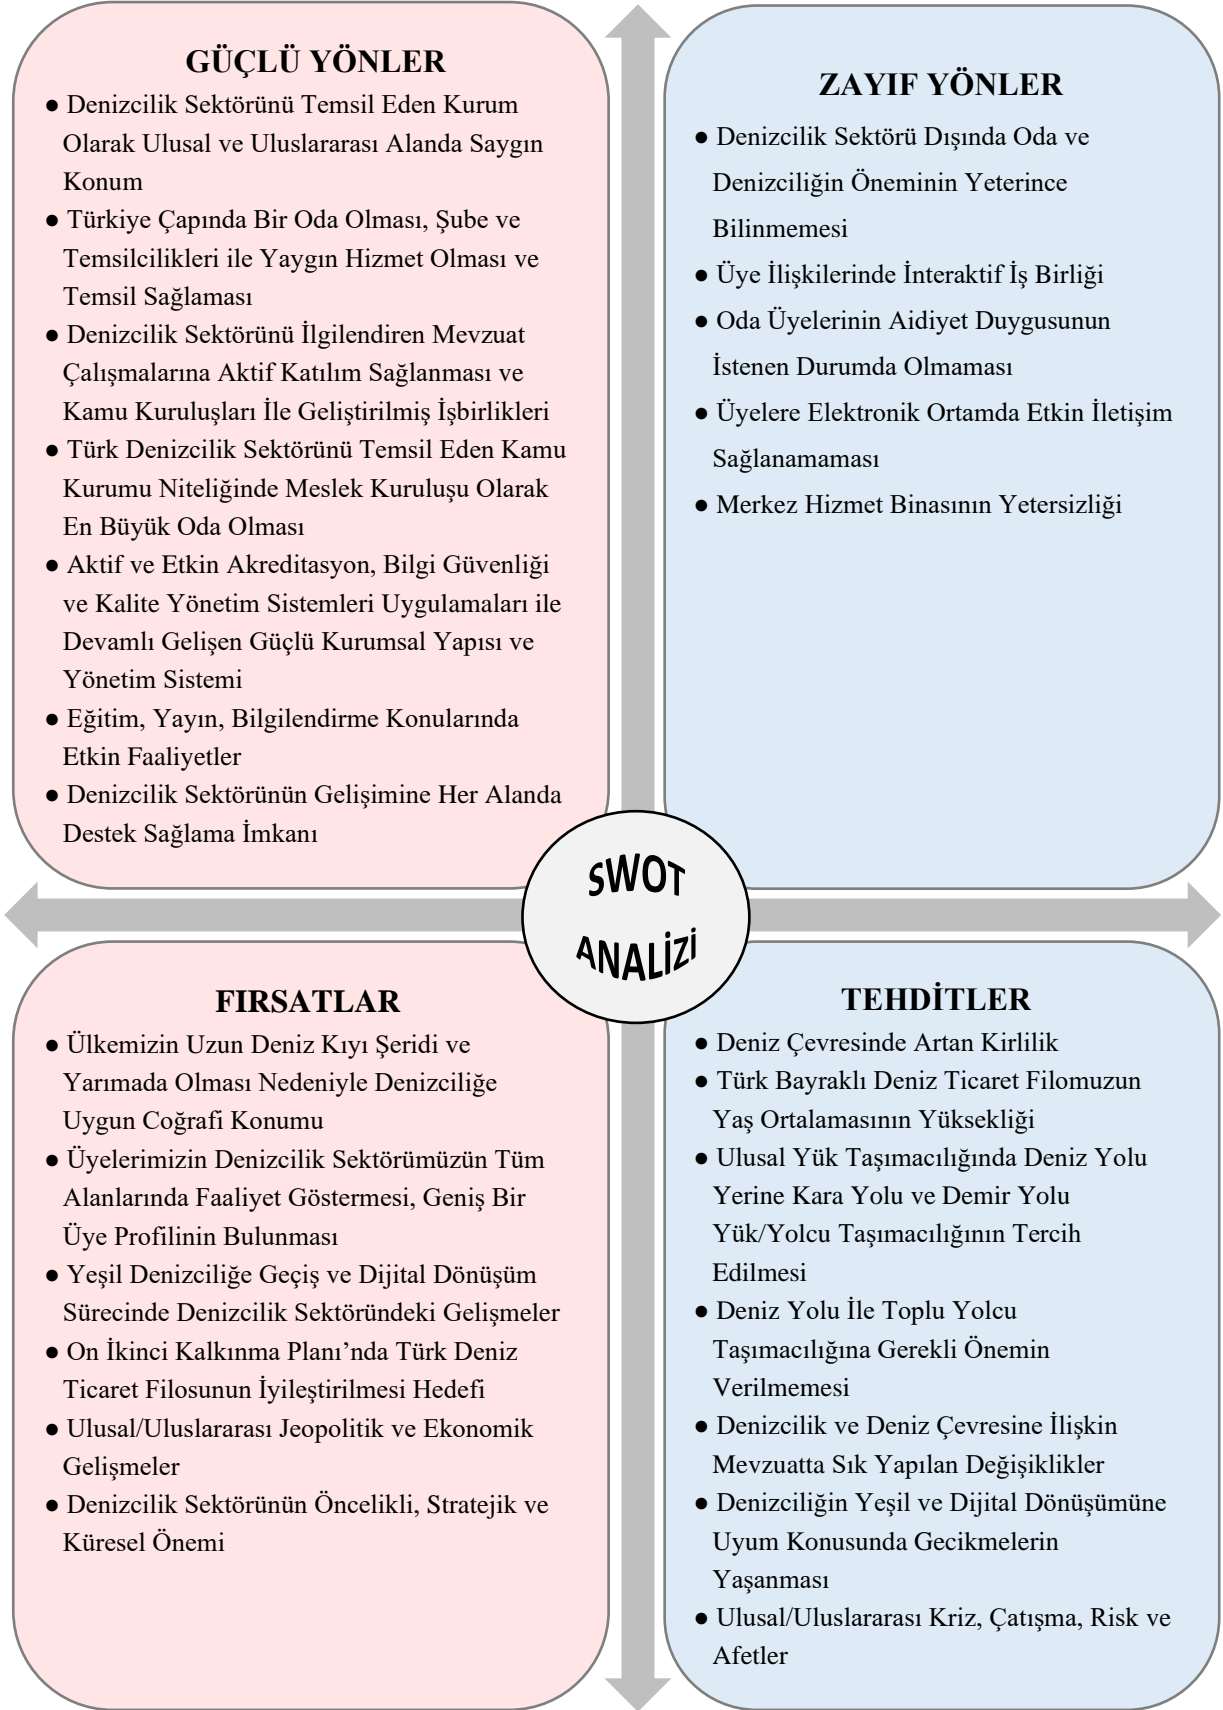 GÜÇLÜ YÖNLER
● Denizcilik Sektörünü Temsil Eden Kurum
Olarak Ulusal ve Uluslararası Alanda Saygın
Konum
● Türkiye Çapında Bir Oda Olması, Şube ve
Temsilcilikleri ile Yaygın Hizmet Olması ve
Temsil Sağlaması
● Denizcilik Sektörünü İlgilendiren Mevzuat
Çalışmalarına Aktif Katılım Sağlanması ve
Kamu Kuruluşları İle Geliştirilmiş İşbirlikleri
● Türk Denizcilik Sektörünü Temsil Eden Kamu
Kurumu Niteliğinde Meslek Kuruluşu Olarak
En Büyük Oda Olması
● Aktif ve Etkin Akreditasyon, Bilgi Güvenliği
ve Kalite Yönetim Sistemleri Uygulamaları ile
Devamlı Gelişen Güçlü Kurumsal Yapısı ve
Yönetim Sistemi
● Eğitim, Yayın, Bilgilendirme Konularında
Etkin Faaliyetler
● Denizcilik Sektörünün Gelişimine Her Alanda
Destek Sağlama İmkanı
ZAYIF YÖNLER
● Denizcilik Sektörü Dışında Oda ve
Denizciliğin Öneminin Yeterince
Bilinmemesi
● Üye İlişkilerinde İnteraktif İş Birliği
● Oda Üyelerinin Aidiyet Duygusunun
İstenen Durumda Olmaması
● Üyelere Elektronik Ortamda Etkin İletişim
Sağlanamaması
● Merkez Hizmet Binasının Yetersizliği
SWOT
ANALİZİ
FIRSATLAR
● Ülkemizin Uzun Deniz Kıyı Şeridi ve
Yarımada Olması Nedeniyle Denizciliğe
Uygun Coğrafi Konumu
● Üyelerimizin Denizcilik Sektörümüzün Tüm
Alanlarında Faaliyet Göstermesi, Geniş Bir
Üye Profilinin Bulunması
● Yeşil Denizciliğe Geçiş ve Dijital Dönüşüm
Sürecinde Denizcilik Sektöründeki Gelişmeler
● On İkinci Kalkınma Planı’nda Türk Deniz
Ticaret Filosunun İyileştirilmesi Hedefi
● Ulusal/Uluslararası Jeopolitik ve Ekonomik
Gelişmeler
● Denizcilik Sektörünün Öncelikli, Stratejik ve
Küresel Önemi
TEHDİTLER
● Deniz Çevresinde Artan Kirlilik
● Türk Bayraklı Deniz Ticaret Filomuzun
Yaş Ortalamasının Yüksekliği
● Ulusal Yük Taşımacılığında Deniz Yolu
Yerine Kara Yolu ve Demir Yolu
Yük/Yolcu Taşımacılığının Tercih
Edilmesi
● Deniz Yolu İle Toplu Yolcu
Taşımacılığına Gerekli Önemin
Verilmemesi
● Denizcilik ve Deniz Çevresine İlişkin
Mevzuatta Sık Yapılan Değişiklikler
● Denizciliğin Yeşil ve Dijital Dönüşümüne
Uyum Konusunda Gecikmelerin
Yaşanması
● Ulusal/Uluslararası Kriz, Çatışma, Risk ve
Afetler